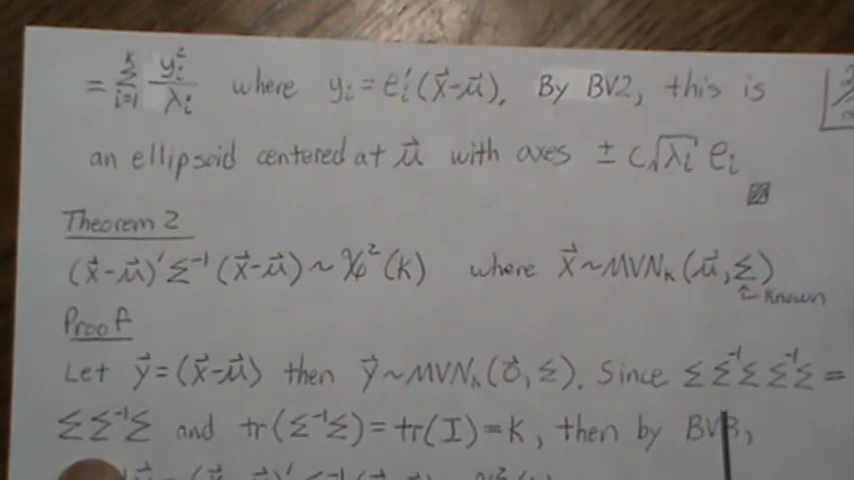 = Σ_{i=1}^{K} y_i²/λ_i where y_i = e_i'(x⃗-μ⃗). By BV2, this is
an ellipsoid centered at μ⃗ with axes ± c√λ_i e_i
Theorem 2
(x⃗-μ⃗)'Σ⁻¹(x⃗-μ⃗) ~ χ²(K) where x⃗~MVN_K(μ⃗,Σ)
↑ Known
Proof
Let y⃗=(x⃗-μ⃗) then y⃗~MVN_K(0⃗,Σ). Since ΣΣ⁻¹ΣΣ⁻¹Σ =
ΣΣ⁻¹Σ and tr(Σ⁻¹Σ)=tr(I)=K, then by BV3,